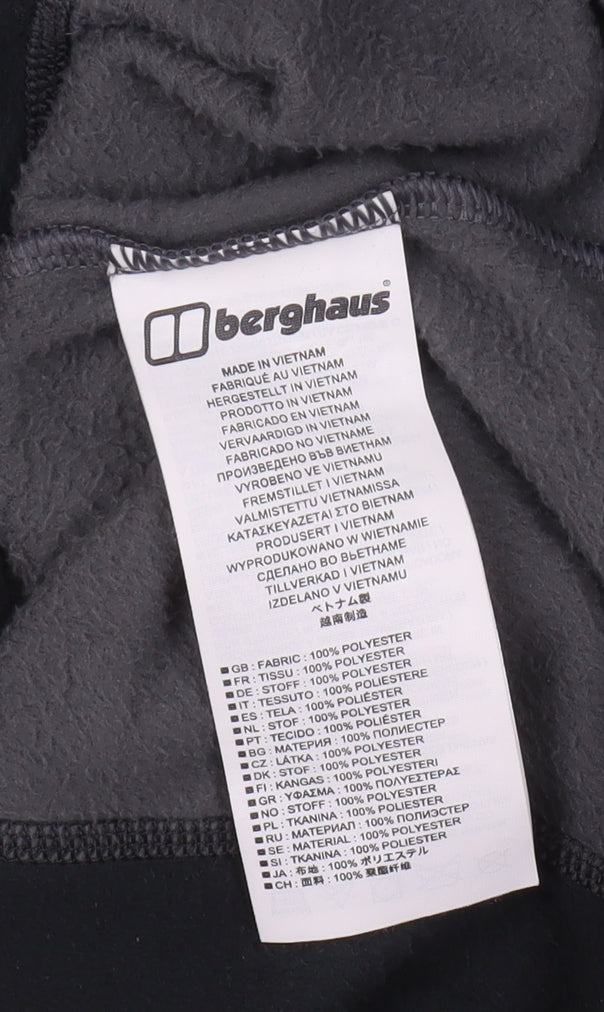 berghaus®
MADE IN VIETNAM
FABRIQUÉ AU VIETNAM
HERGESTELLT IN VIETNAM
PRODOTTO IN VIETNAM
FABRICADO EN VIETNAM
VERVAARDIGD IN VIETNAM
FABRICADO NO VIETNAME
ПРОИЗВЕДЕНО ВЪВ ВИЕТНАМ
VYROBENO VE VIETNAMU
FREMSTILLET I VIETNAM
VALMISTETTU VIETNAMISSA
ΚΑΤΑΣΚΕΥΑΖΕΤΑΙ ΣΤΟ ΒΙΕΤΝΑΜ
PRODUSERT I VIETNAM
WYPRODUKOWANO W WIETNAMIE
СДЕЛАНО ВО ВЬЕТНАМЕ
TILLVERKAD I VIETNAM
IZDELANO V VIETNAMU
ベトナム製
越南制造
GB : FABRIC : 100% POLYESTER
FR : TISSU : 100% POLYESTER
DE : STOFF : 100% POLYESTER
IT : TESSUTO : 100% POLIESTERE
ES : TELA : 100% POLIÉSTER
NL : STOF : 100% POLYESTER
PT : TECIDO : 100% POLIÉSTER
BG : МАТЕРИЯ : 100% ПОЛИЕСТЕР
CZ : LÁTKA : 100% POLYESTER
DK : STOF : 100% POLYESTER
FI : KANGAS : 100% POLYESTERI
GR : ΥΦΑΣΜΑ : 100% ΠΟΛΥΕΣΤΕΡΑΣ
NO : STOFF : 100% POLYESTER
PL : TKANINA : 100% POLIESTER
RU : МАТЕРИАЛ : 100% ПОЛИЭСТЕР
SE : MATERIAL : 100% POLYESTER
SI : TKANINA : 100% POLIESTER
JA : 布地 : 100% ポリエステル
CH : 面料 : 100% 聚酯纤维